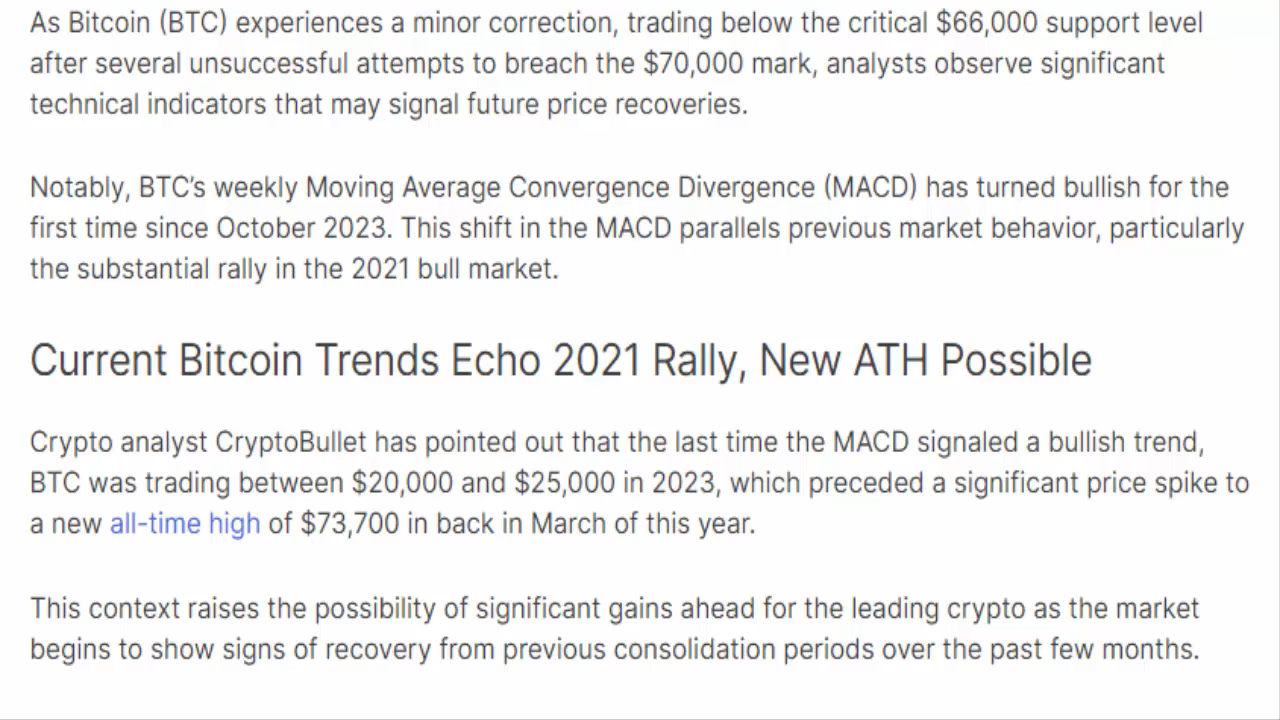 As Bitcoin (BTC) experiences a minor correction, trading below the critical $66,000 support level
after several unsuccessful attempts to breach the $70,000 mark, analysts observe significant
technical indicators that may signal future price recoveries.
Notably, BTC’s weekly Moving Average Convergence Divergence (MACD) has turned bullish for the
first time since October 2023. This shift in the MACD parallels previous market behavior, particularly
the substantial rally in the 2021 bull market.
Current Bitcoin Trends Echo 2021 Rally, New ATH Possible
Crypto analyst CryptoBullet has pointed out that the last time the MACD signaled a bullish trend,
BTC was trading between $20,000 and $25,000 in 2023, which preceded a significant price spike to
a new all-time high of $73,700 in back in March of this year.
This context raises the possibility of significant gains ahead for the leading crypto as the market
begins to show signs of recovery from previous consolidation periods over the past few months.